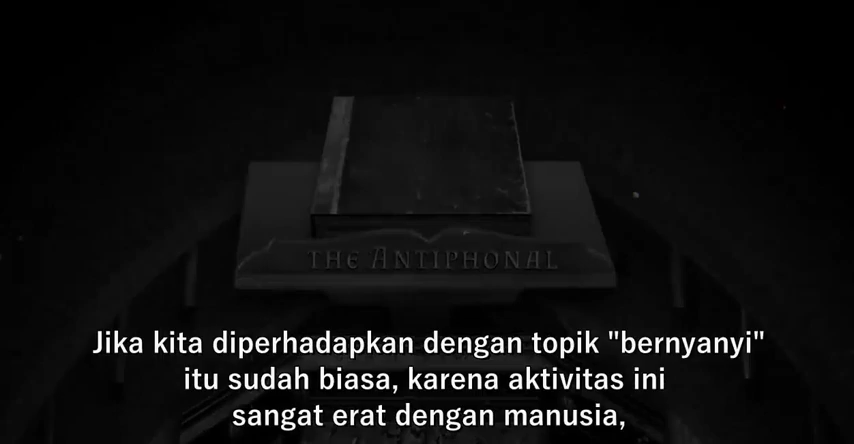 THE ANTIPHONAL
Jika kita diperhadapkan dengan topik "bernyanyi"
itu sudah biasa, karena aktivitas ini
sangat erat dengan manusia,